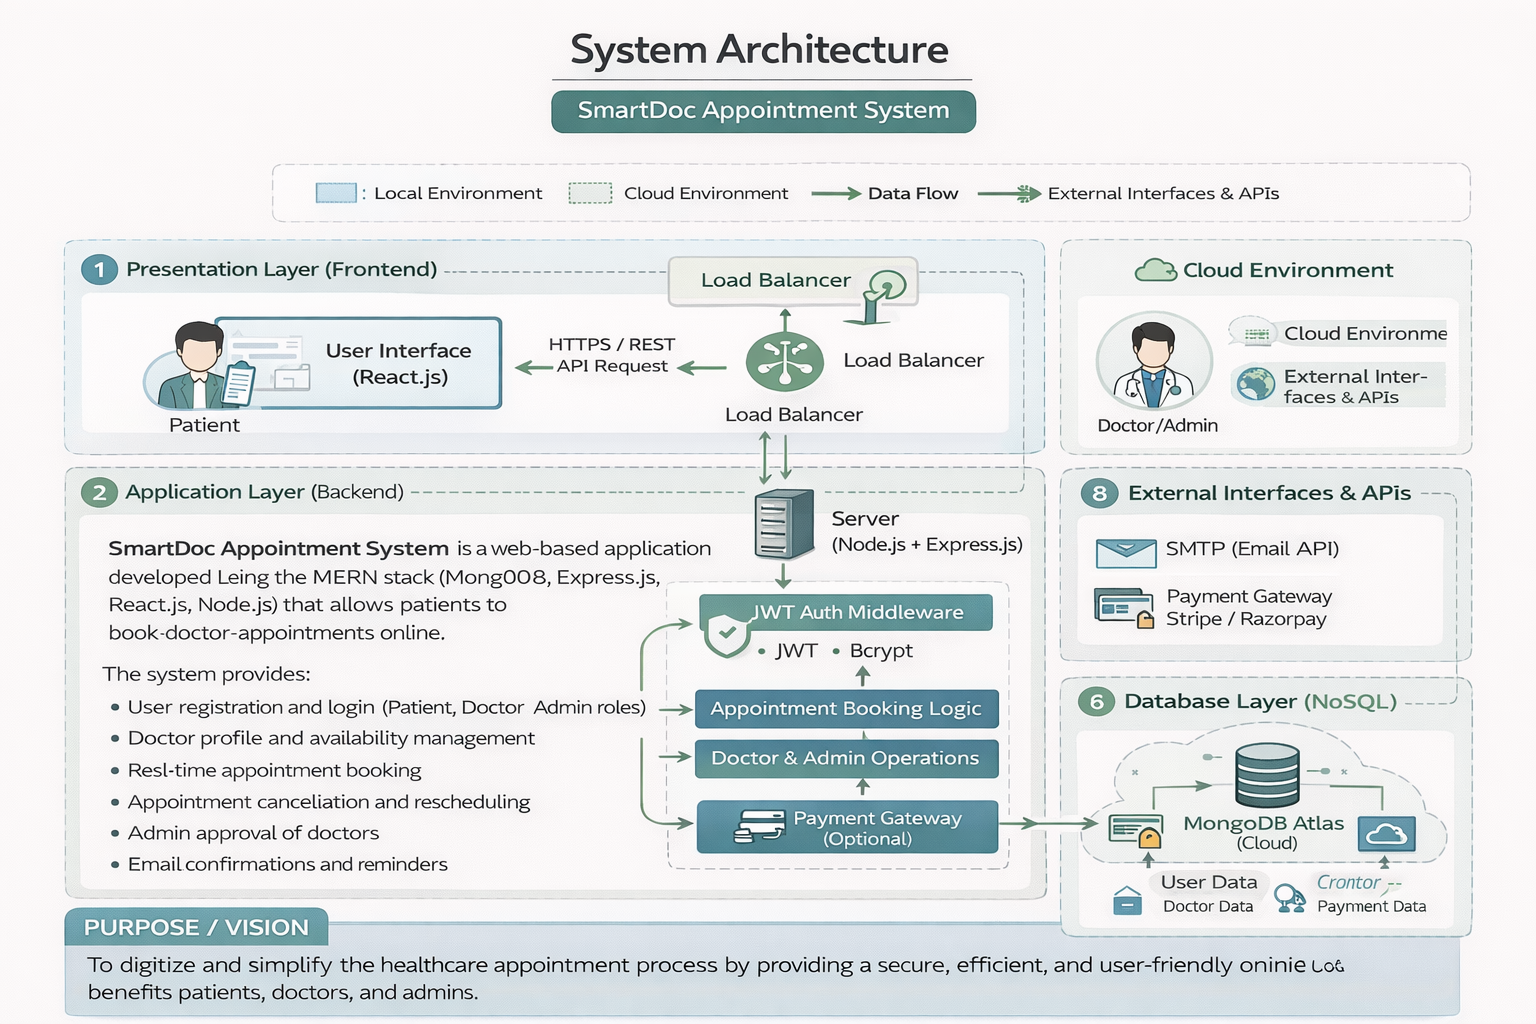 System Architecture
SmartDoc Appointment System
: Local Environment
Cloud Environment
Data Flow
External Interfaces & APIs
1 Presentation Layer (Frontend)
Load Balancer
User Interface
(React.js)
Patient
HTTPS / REST
API Request
Load Balancer
Load Balancer
Cloud Environment
Cloud Environme
External Inter-
faces & APIs
Doctor/Admin
2 Application Layer (Backend)
Server
(Node.js + Express.js)
SmartDoc Appointment System is a web-based application
developed Leing the MERN stack (Mong008, Express.js,
React.js, Node.js) that allows patients to
book-doctor-appointments online.
The system provides:
• User registration and login (Patient, Doctor Admin roles)
• Doctor profile and availability management
• Resl-time appointment booking
• Appointment canceliation and rescheduling
• Admin approval of doctors
• Email.confirmations and reminders
JWT Auth Middleware
• JWT • Bcrypt
Appointment Booking Logic
Doctor & Admin Operations
Payment Gateway
(Optional)
8 External Interfaces & APIs
SMTP (Email API)
Payment Gateway
Stripe / Razorpay
6 Database Layer (NoSQL)
MongoDB Atlas
(Cloud)
User Data
Doctor Data
Crontor --
Payment Data
PURPOSE / VISION
To digitize and simplify the healthcare appointment process by providing a secure, efficient, and user-friendly oninie
benefits patients, doctors, and admins.